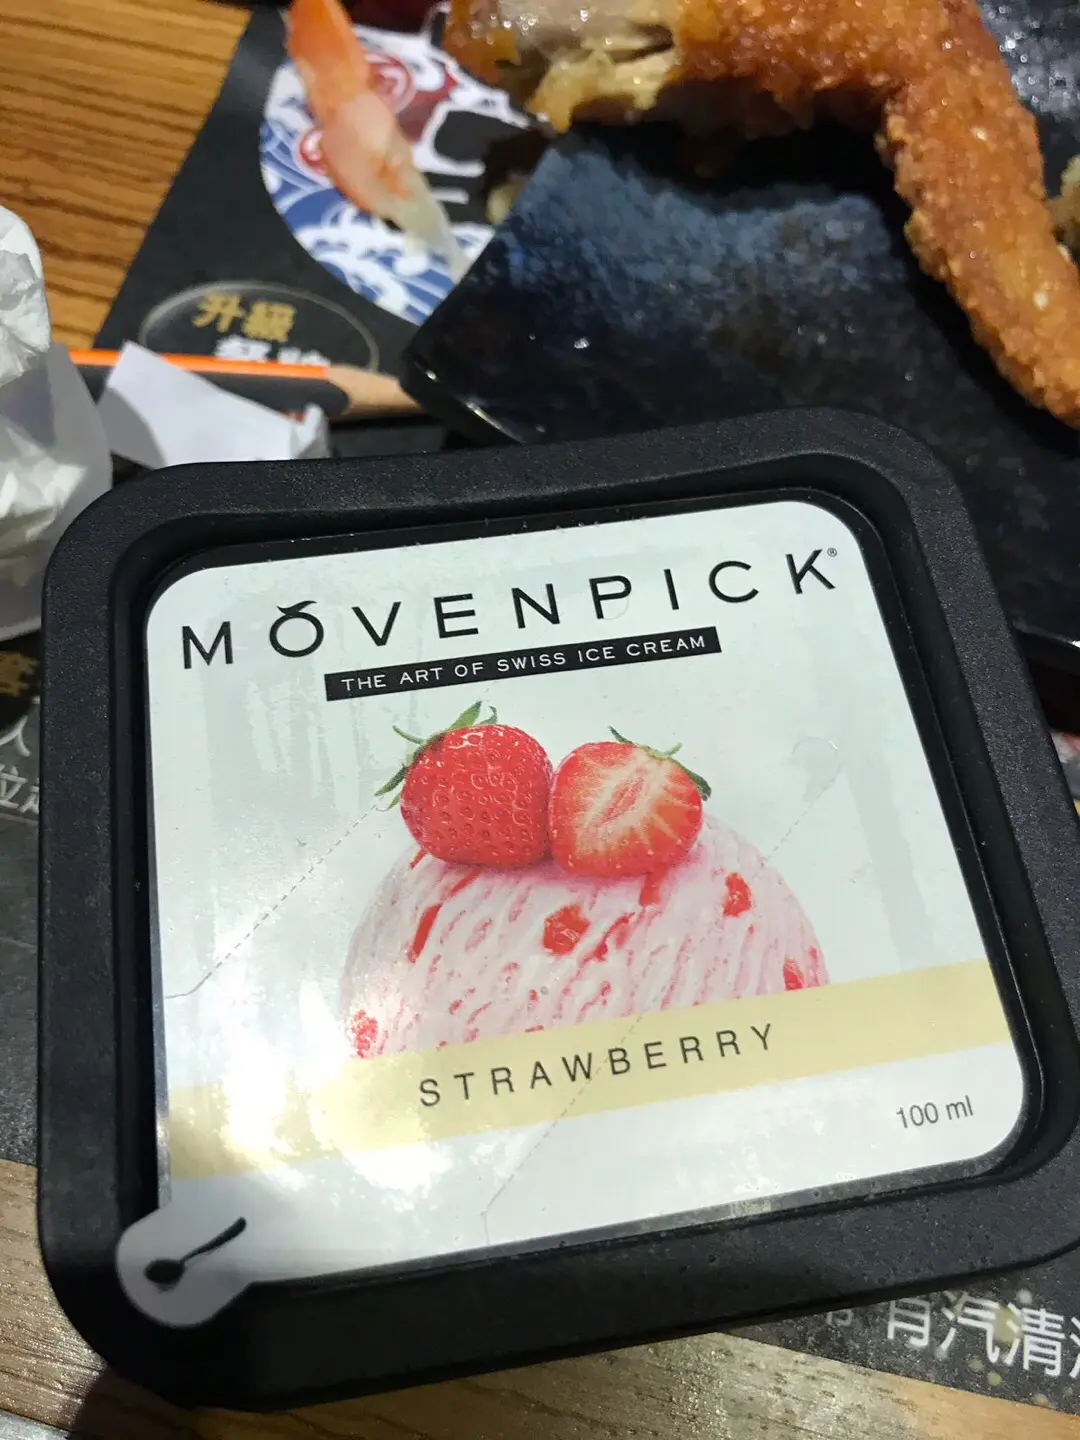 升級
MÖVENPICK®
THE ART OF SWISS ICE CREAM
STRAWBERRY
100 ml
有汽清